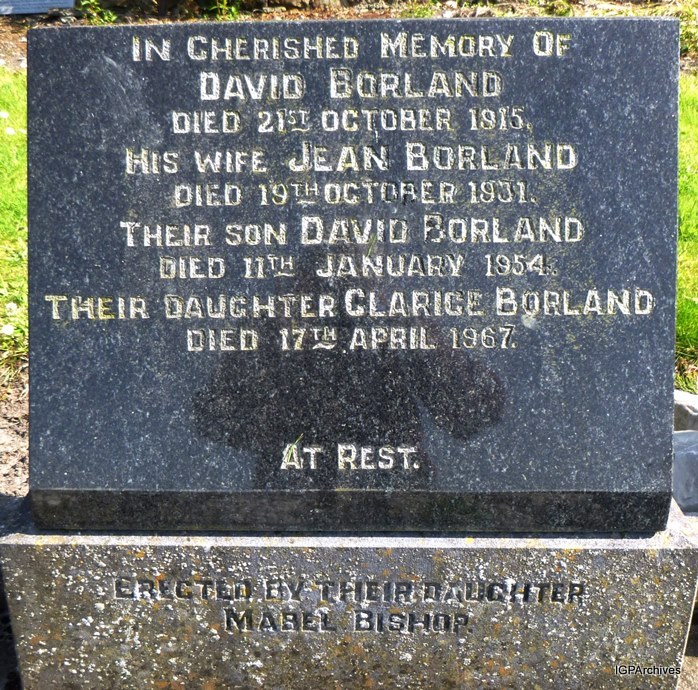 In Cherished Memory Of
David Borland
Died 21st October 1915.
His wife Jean Borland
Died 19th October 1931.
Their son David Borland
Died 11th January 1954.
Their daughter Clarice Borland
Died 17th April 1967.
At Rest.
Erected by their daughter
Mabel Bishop.
IGPArchives